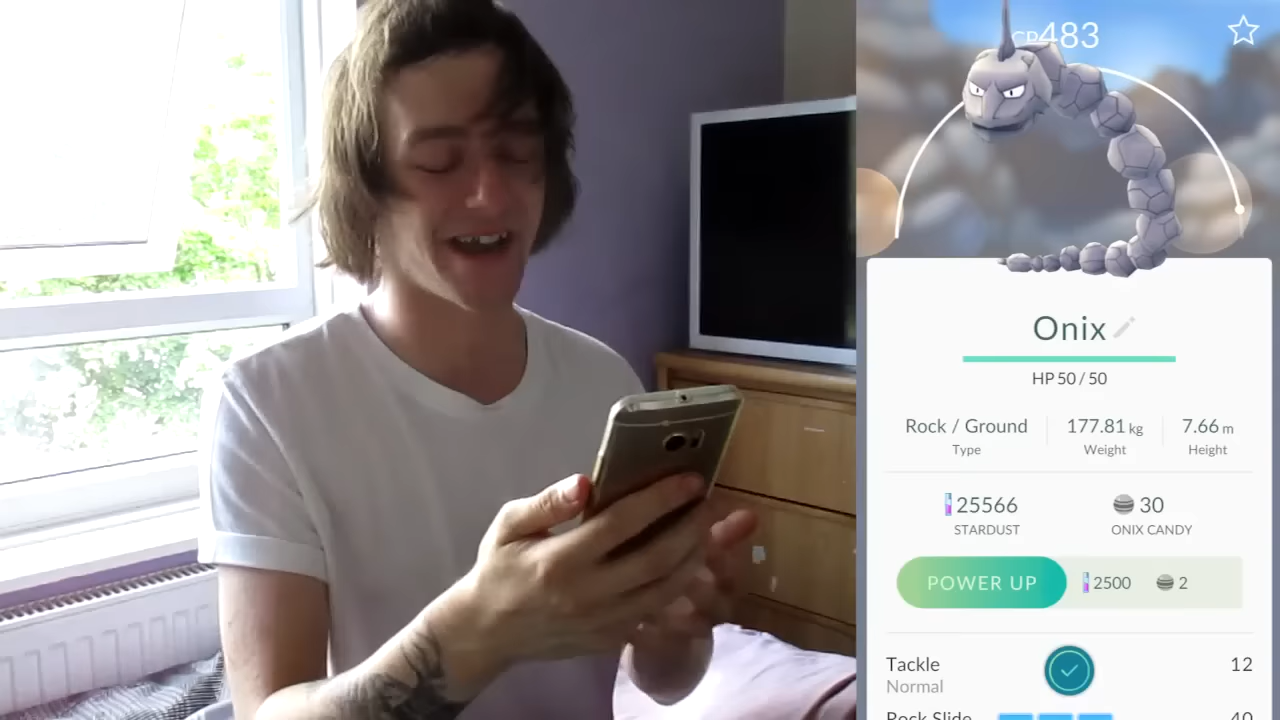 CP483
Onix
HP 50 / 50
Rock / Ground
177.81 kg
7.66 m
Type
Weight
Height
25566
30
STARDUST
ONIX CANDY
POWER UP
2500
2
Tackle
12
Normal
Rock Slide
40